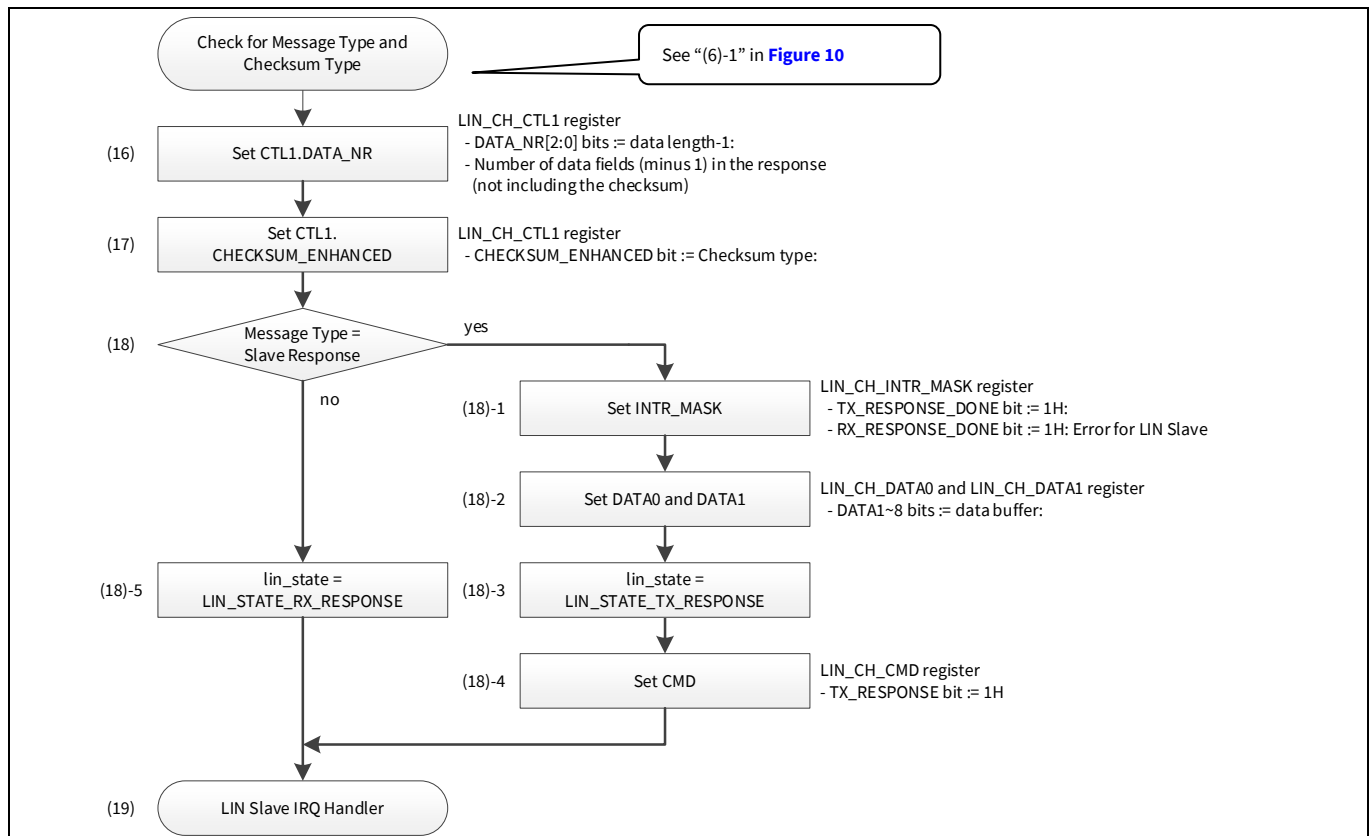 Check for Message Type and
Checksum Type
See “(6)-1” in Figure 10
(16)
Set CTL1.DATA_NR
LIN_CH_CTL1 register
- DATA_NR[2:0] bits := data length-1:
- Number of data fields (minus 1) in the response
(not including the checksum)
(17)
Set CTL1.
CHECKSUM_ENHANCED
LIN_CH_CTL1 register
- CHECKSUM_ENHANCED bit := Checksum type:
(18)
Message Type =
Slave Response
yes
no
(18)-1
Set INTR_MASK
LIN_CH_INTR_MASK register
- TX_RESPONSE_DONE bit := 1H:
- RX_RESPONSE_DONE bit := 1H: Error for LIN Slave
(18)-2
Set DATA0 and DATA1
LIN_CH_DATA0 and LIN_CH_DATA1 register
- DATA1~8 bits := data buffer:
(18)-5
lin_state =
LIN_STATE_RX_RESPONSE
(18)-3
lin_state =
LIN_STATE_TX_RESPONSE
(18)-4
Set CMD
LIN_CH_CMD register
- TX_RESPONSE bit := 1H
(19)
LIN Slave IRQ Handler